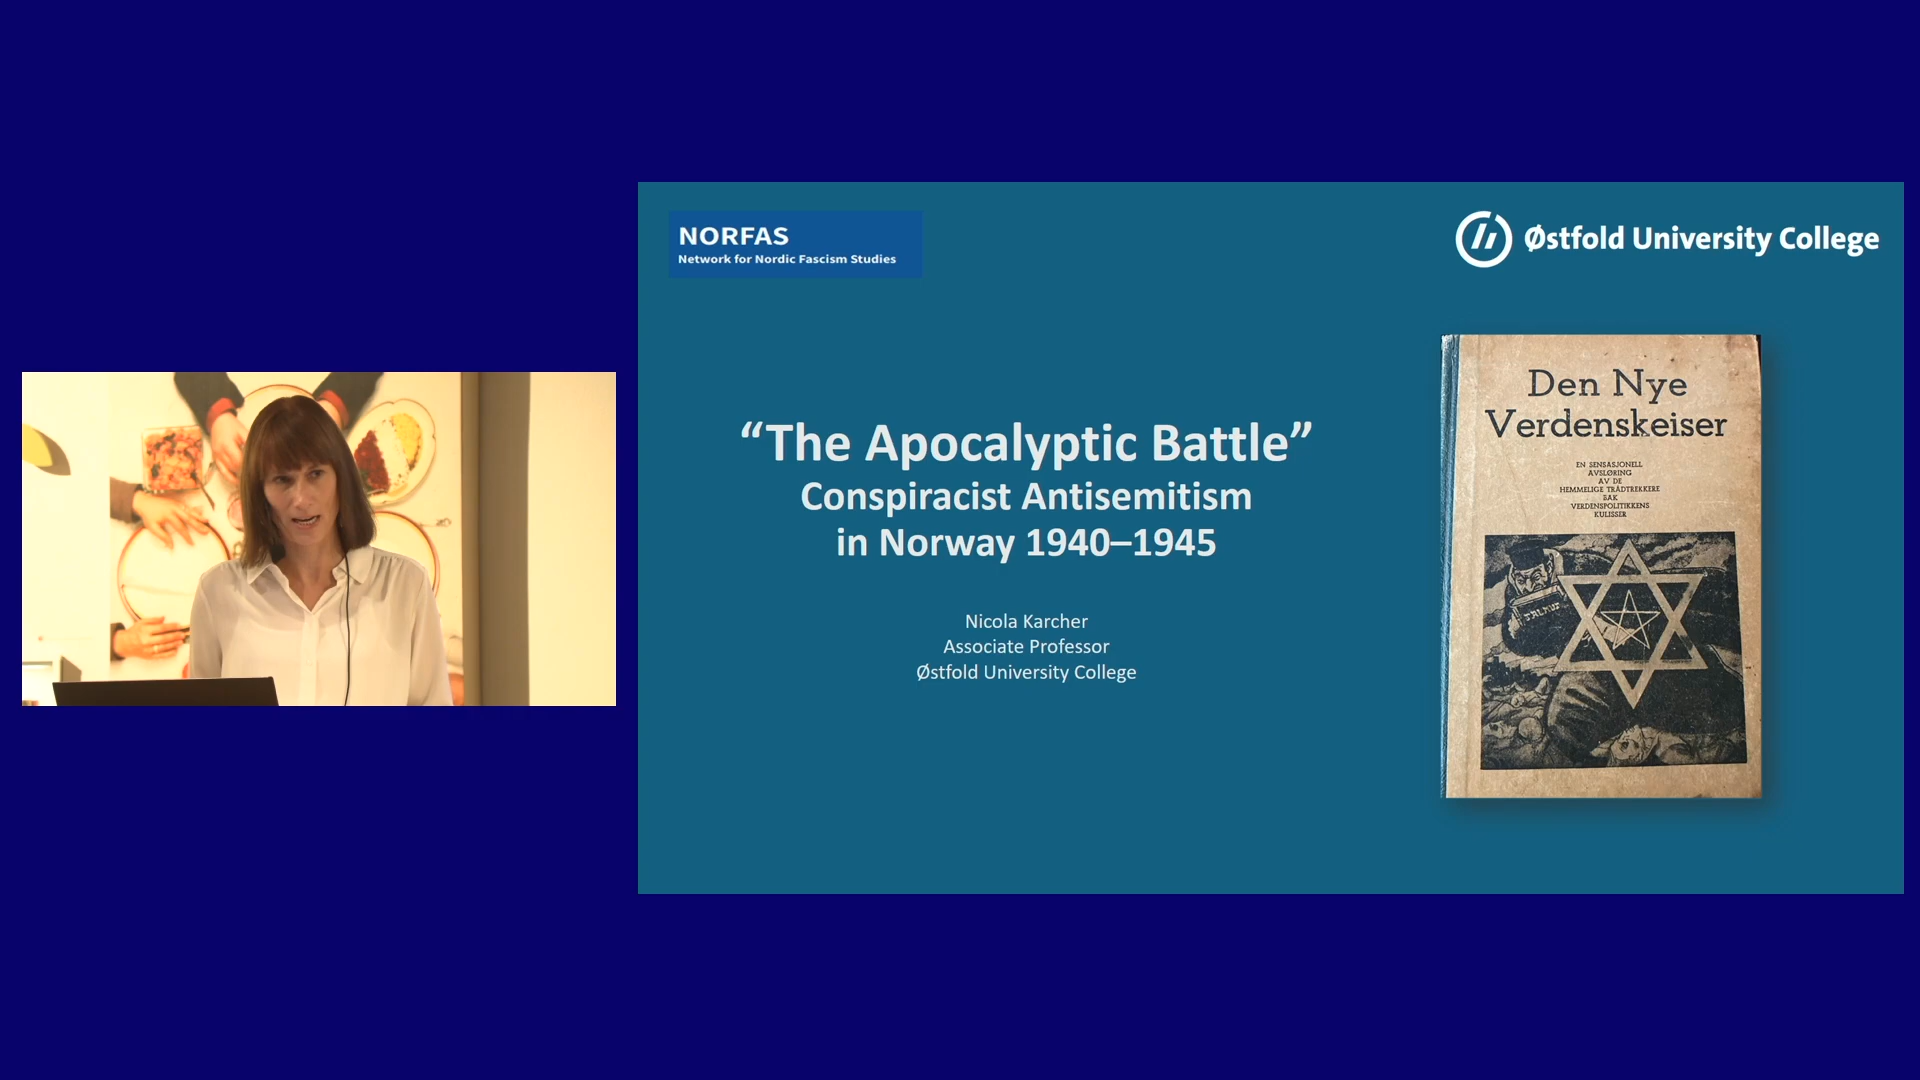 NORFAS
Network for Nordic Fascism Studies
Østfold University College
“The Apocalyptic Battle”
Conspiracist Antisemitism
in Norway 1940–1945
Nicola Karcher
Associate Professor
Østfold University College
Den Nye
Verdenskeiser
EN SENSASJONELL
AVSLØRING
AV DE
HEMMELIGE TRÅDTREKKERE
BAK
VERDENSPOLITIKKENS
KULISSER
TALMUT